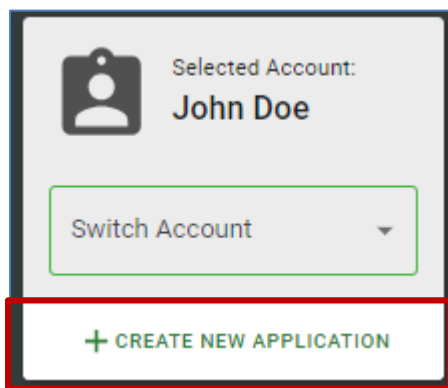 Selected Account:
John Doe
Switch Account
+ CREATE NEW APPLICATION